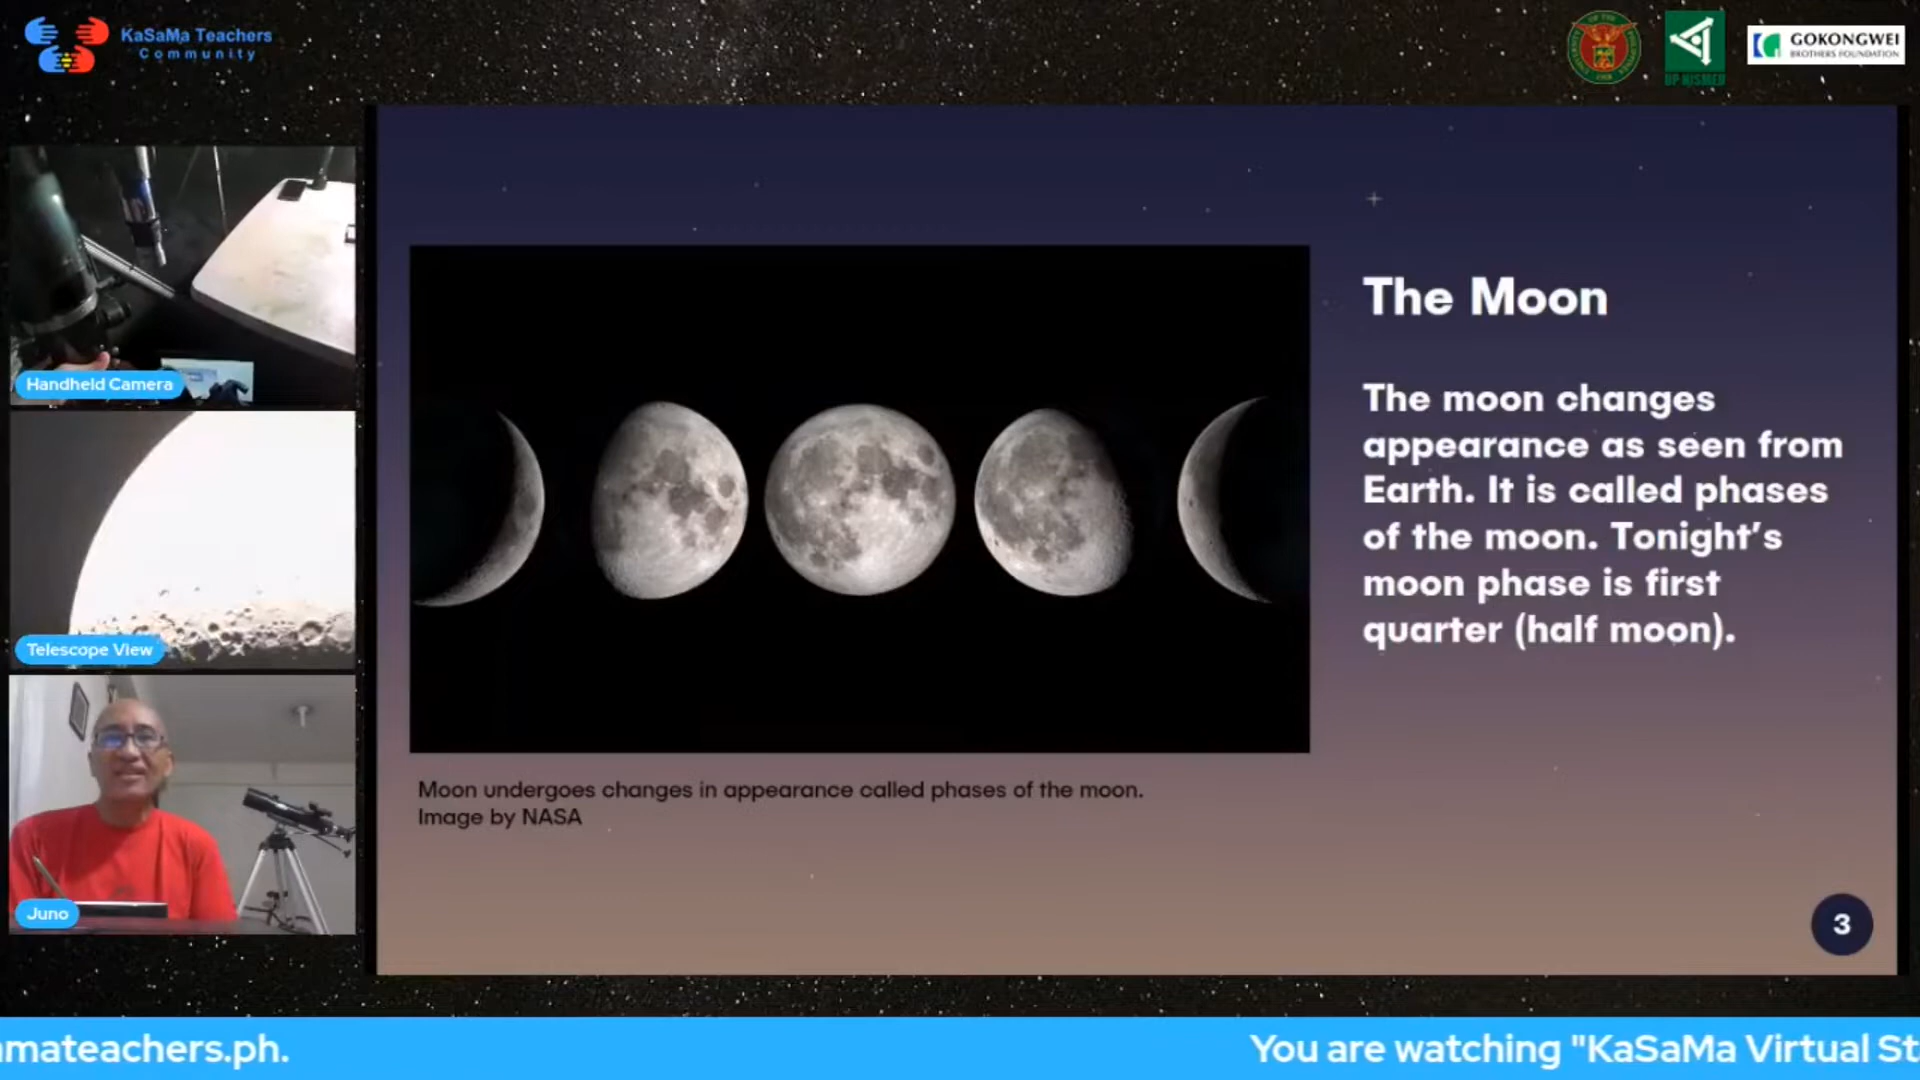 KaSaMa Teachers
Community
UP NISMED
GOKONGWEI
BROTHERS FOUNDATION
Handheld Camera
Telescope View
Juno
The Moon
The moon changes
appearance as seen from
Earth. It is called phases
of the moon. Tonight's
moon phase is first
quarter (half moon).
Moon undergoes changes in appearance called phases of the moon.
Image by NASA
3
amateachers.ph.
You are watching "KaSaMa Virtual St